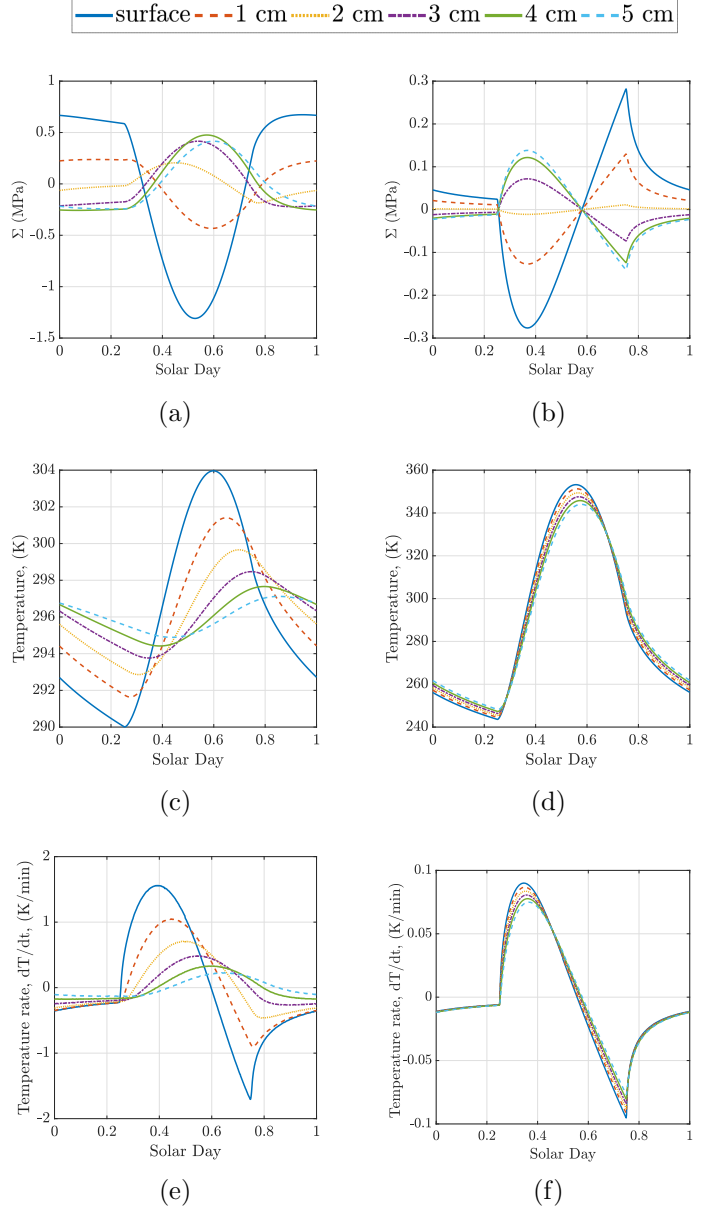 surface 1 cm 2 cm 3 cm 4 cm 5 cm
1
0.5
0
-0.5
-1
-1.5
Σ (MPa)
0 0.2 0.4 0.6 0.8 1
Solar Day
(a)
0.3
0.2
0.1
0
-0.1
-0.2
-0.3
Σ (MPa)
0 0.2 0.4 0.6 0.8 1
Solar Day
(b)
304
302
300
298
296
294
292
290
Temperature, (K)
0 0.2 0.4 0.6 0.8 1
Solar Day
(c)
360
340
320
300
280
260
240
Temperature, (K)
0 0.2 0.4 0.6 0.8 1
Solar Day
(d)
2
1
0
-1
-2
Temperature rate, dT/dt, (K/min)
0 0.2 0.4 0.6 0.8 1
Solar Day
(e)
0.1
0.05
0
-0.05
-0.1
Temperature rate, dT/dt, (K/min)
0 0.2 0.4 0.6 0.8 1
Solar Day
(f)